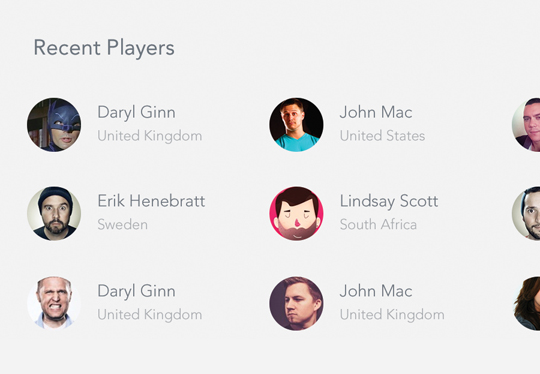 Recent Players
Daryl Ginn
United Kingdom
John Mac
United States
Erik Henebratt
Sweden
Lindsay Scott
South Africa
Daryl Ginn
United Kingdom
John Mac
United Kingdom